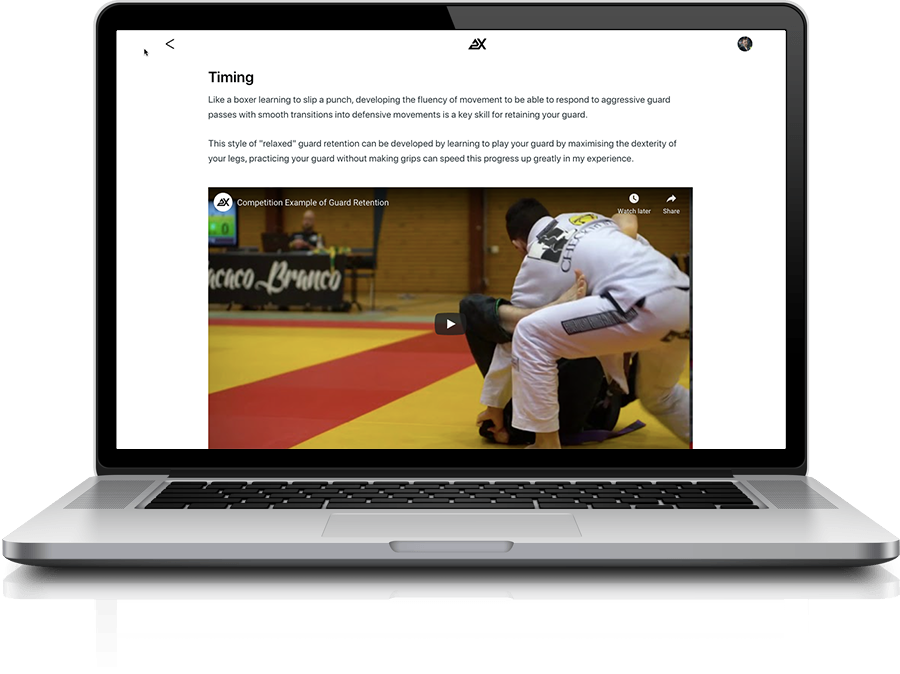 Timing
Like a boxer learning to slip a punch, developing the fluency of movement to be able to respond to aggressive guard
passes with smooth transitions into defensive movements is a key skill for retaining your guard.
This style of "relaxed" guard retention can be developed by learning to play your guard by maximising the dexterity of
your legs, practicing your guard without making grips can speed this progress up greatly in my experience.
Competition Example of Guard Retention
Watch later
Share
acaco Branco
0